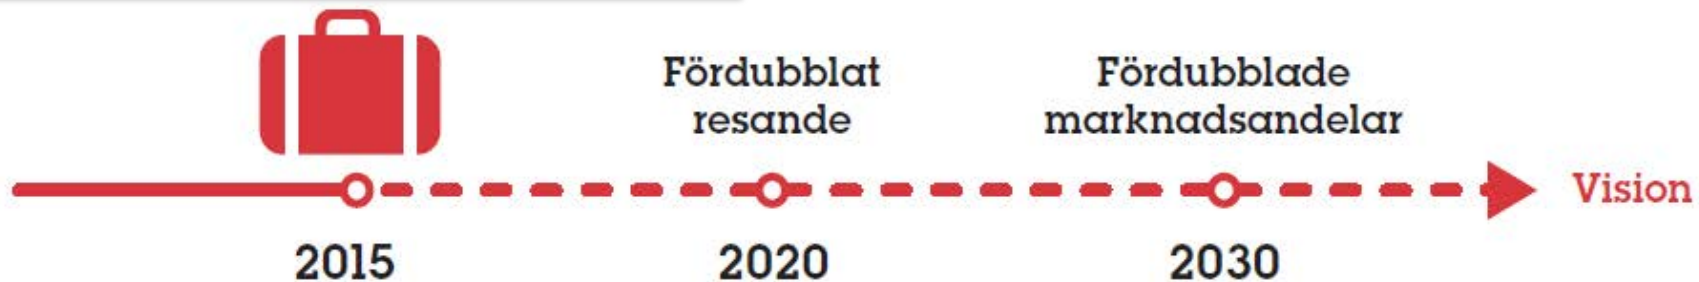 Fördubblat
resande
Fördubblade
marknadsandelar
Vision
2015
2020
2030